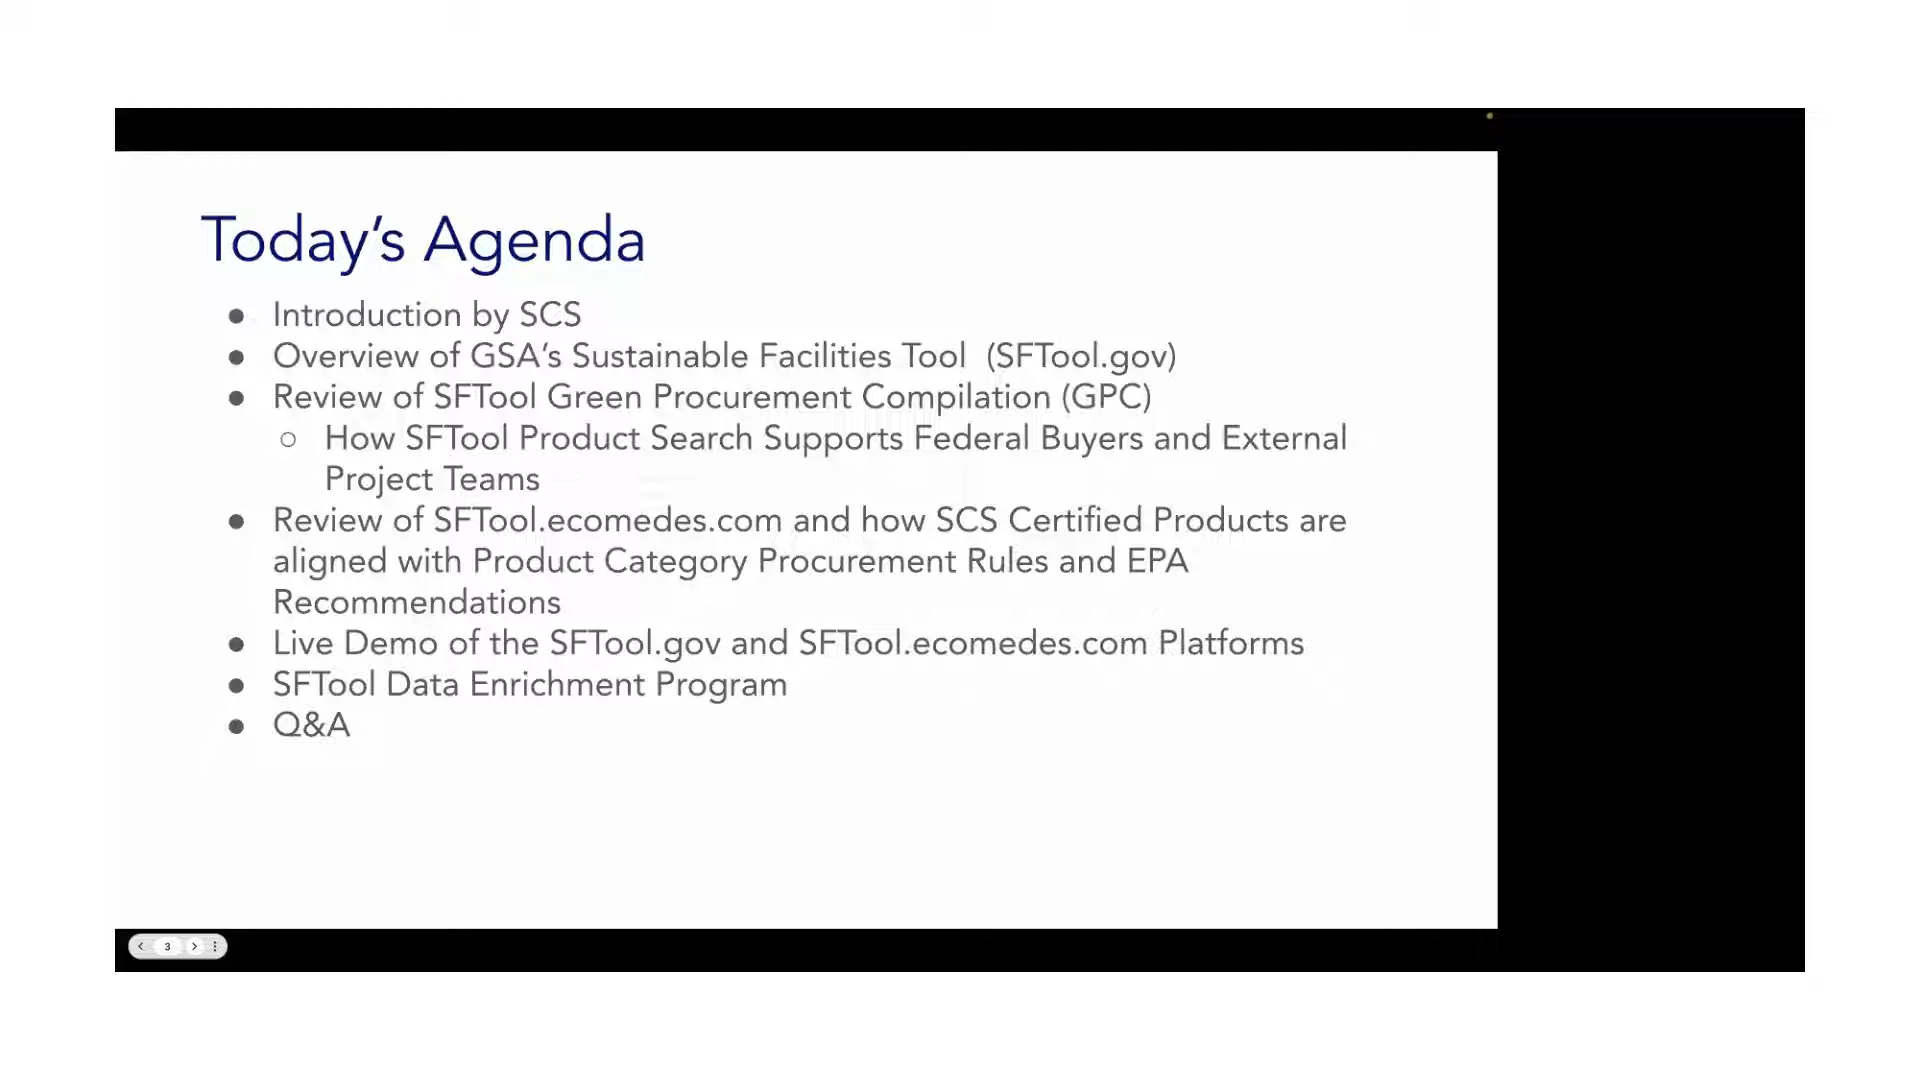 Today’s Agenda
● Introduction by SCS
● Overview of GSA’s Sustainable Facilities Tool (SFTool.gov)
● Review of SFTool Green Procurement Compilation (GPC)
○ How SFTool Product Search Supports Federal Buyers and External
Project Teams
● Review of SFTool.ecomedes.com and how SCS Certified Products are
aligned with Product Category Procurement Rules and EPA
Recommendations
● Live Demo of the SFTool.gov and SFTool.ecomedes.com Platforms
● SFTool Data Enrichment Program
● Q&A
3